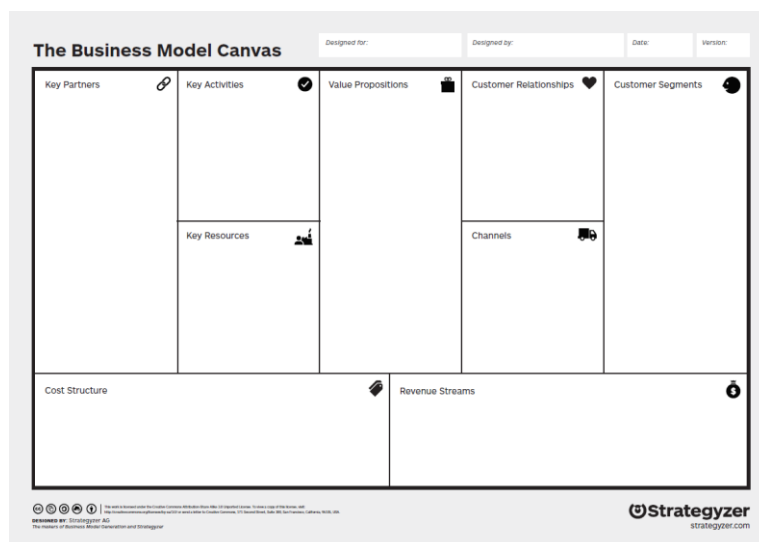 The Business Model Canvas
Designed for:
Designed by:
Date:
Version:
Key Partners
Key Activities
Value Propositions
Customer Relationships
Customer Segments
Key Resources
Channels
Cost Structure
Revenue Streams
DESIGNED BY: Strategyzer AG
The makers of Business Model Generation and Strategyzer
Strategyzer
strategyzer.com